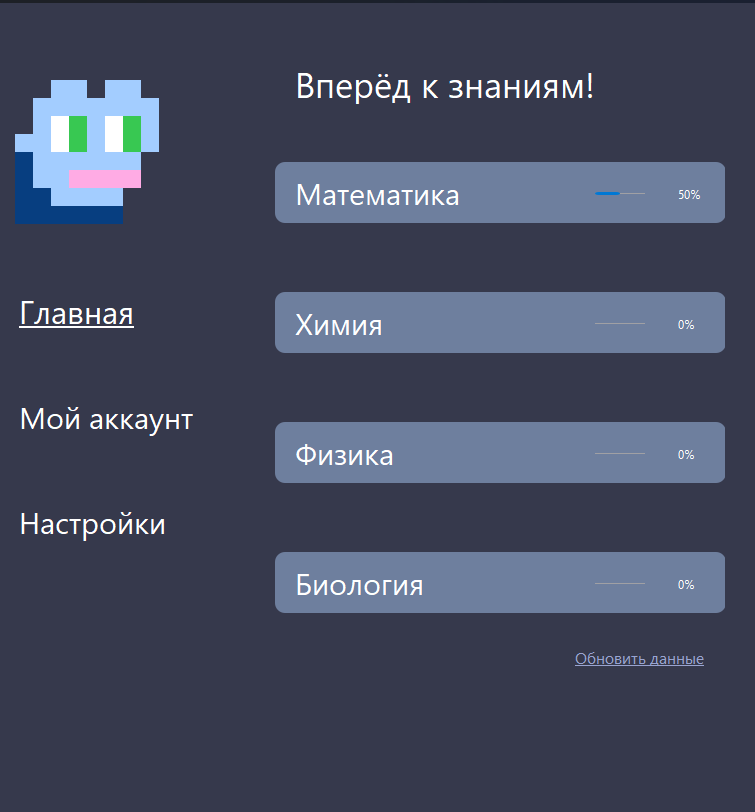 Вперёд к знаниям!
Математика 50%
Главная
Химия 0%
Мой аккаунт
Физика 0%
Настройки
Биология 0%
Обновить данные